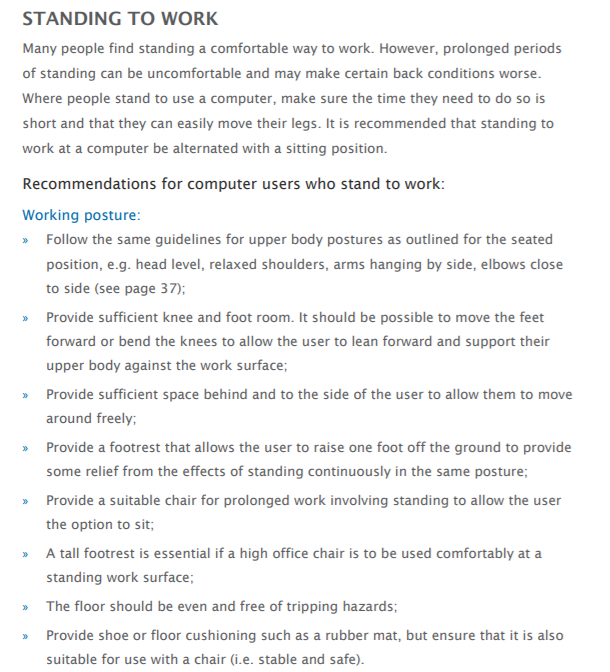 STANDING TO WORK
Many people find standing a comfortable way to work. However, prolonged periods
of standing can be uncomfortable and may make certain back conditions worse.
Where people stand to use a computer, make sure the time they need to do so is
short and that they can easily move their legs. It is recommended that standing to
work at a computer be alternated with a sitting position.
Recommendations for computer users who stand to work:
Working posture:
» Follow the same guidelines for upper body postures as outlined for the seated
position, e.g. head level, relaxed shoulders, arms hanging by side, elbows close
to side (see page 37);
» Provide sufficient knee and foot room. It should be possible to move the feet
forward or bend the knees to allow the user to lean forward and support their
upper body against the work surface;
» Provide sufficient space behind and to the side of the user to allow them to move
around freely;
» Provide a footrest that allows the user to raise one foot off the ground to provide
some relief from the effects of standing continuously in the same posture;
» Provide a suitable chair for prolonged work involving standing to allow the user
the option to sit;
» A tall footrest is essential if a high office chair is to be used comfortably at a
standing work surface;
» The floor should be even and free of tripping hazards;
» Provide shoe or floor cushioning such as a rubber mat, but ensure that it is also
suitable for use with a chair (i.e. stable and safe).